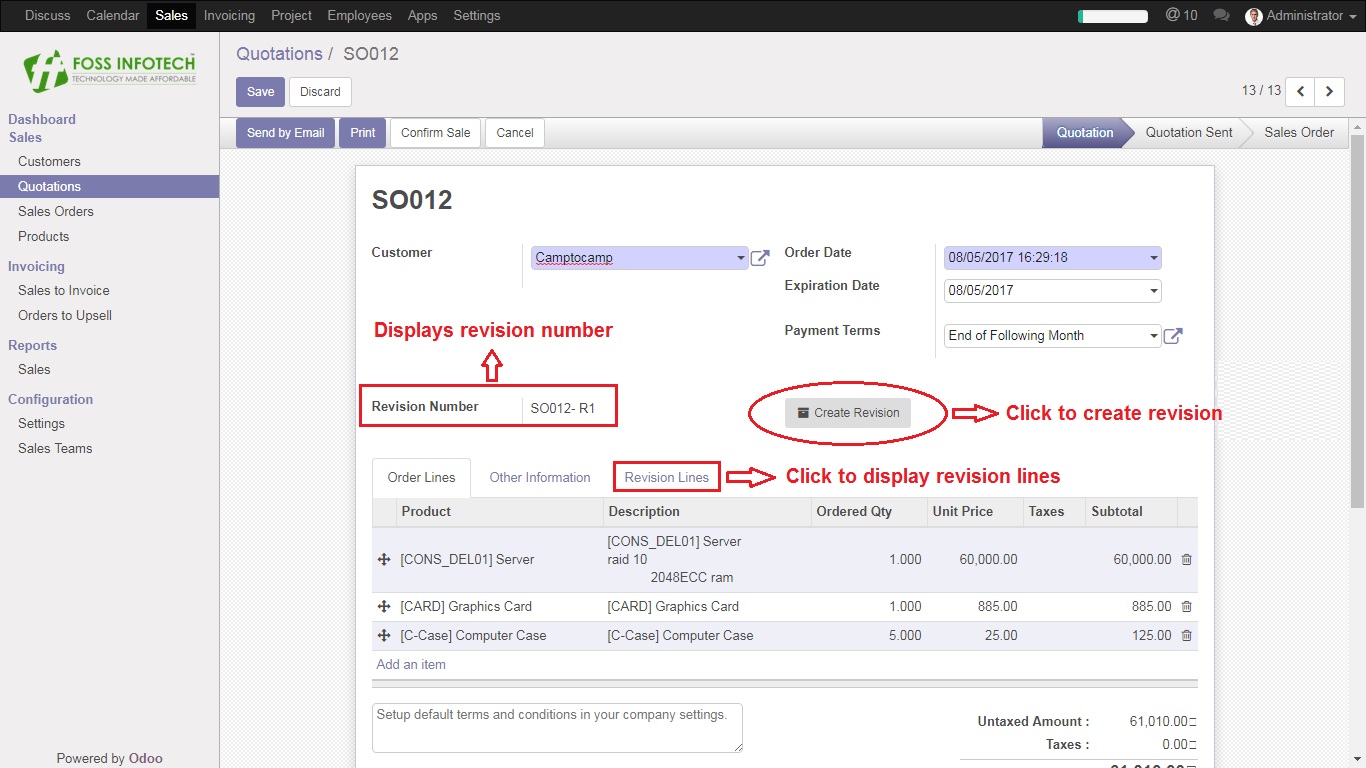 Discuss Calendar Sales Invoicing Project Employees Apps Settings @ 10 Administrator
FOSS INFOTECH
TECHNOLOGY MADE AFFORDABLE
Dashboard
Sales
Customers
Quotations
Sales Orders
Products
Invoicing
Sales to Invoice
Orders to Upsell
Reports
Sales
Configuration
Settings
Sales Teams
Powered by Odoo
Quotations / SO012
Save Discard 13 / 13
Send by Email Print Confirm Sale Cancel Quotation Quotation Sent Sales Order
SO012
Customer Camptocamp
Order Date 08/05/2017 16:29:18
Expiration Date 08/05/2017
Payment Terms End of Following Month
Displays revision number
Revision Number SO012- R1
Create Revision Click to create revision
Order Lines Other Information Revision Lines Click to display revision lines
Product Description Ordered Qty Unit Price Taxes Subtotal
[CONS_DEL01] Server [CONS_DEL01] Server 1.000 60,000.00 60,000.00
raid 10
2048ECC ram
[CARD] Graphics Card [CARD] Graphics Card 1.000 885.00 885.00
[C-Case] Computer Case [C-Case] Computer Case 5.000 25.00 125.00
Add an item
Setup default terms and conditions in your company settings.
Untaxed Amount : 61,010.00
Taxes : 0.00